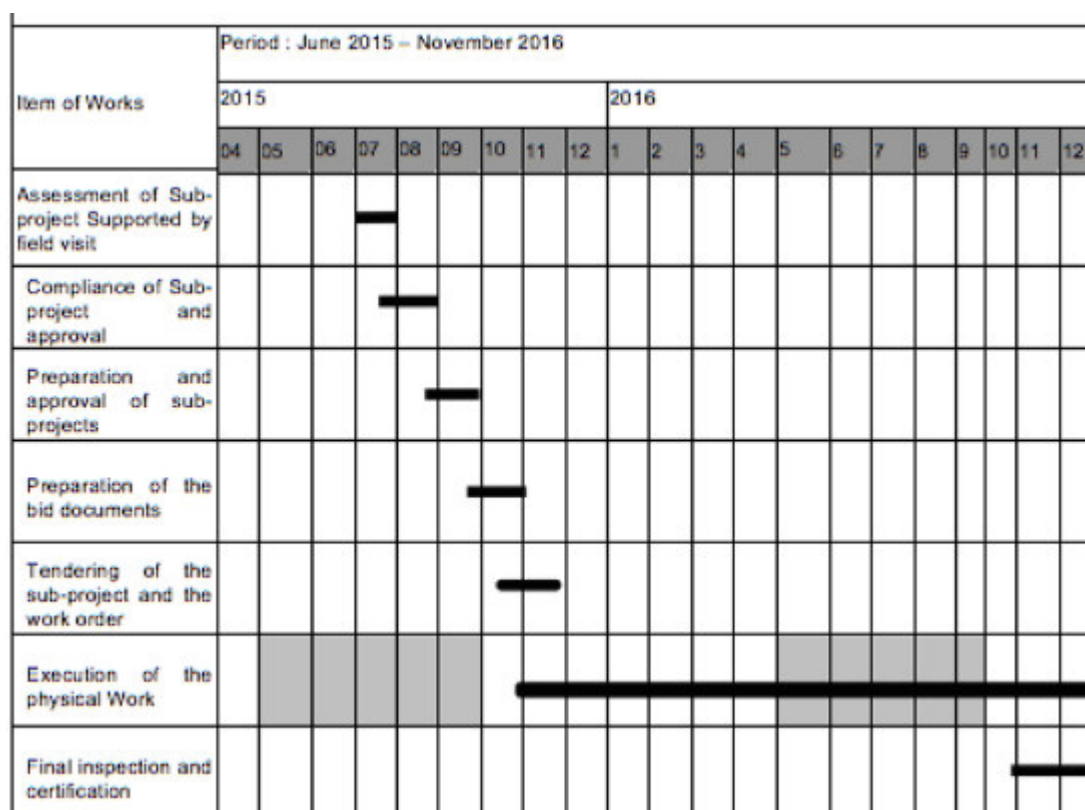 Period : June 2015 – November 2016
Item of Works
2015 2016
04 05 06 07 08 09 10 11 12 1 2 3 4 5 6 7 8 9 10 11 12
Assessment of Sub-
project Supported by
field visit
Compliance of Sub-
project and
approval
Preparation and
approval of sub-
projects
Preparation of the
bid documents
Tendering of the
sub-project and the
work order
Execution of the
physical Work
Final inspection and
certification